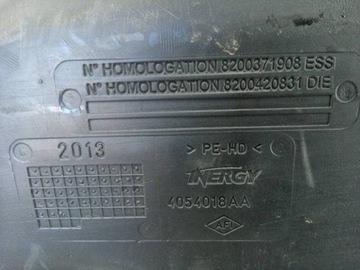 N° HOMOLOGATION 8200371908 ESS
N° HOMOLOGATION 8200420831 DIE
2013
> PE-HD <
INERGY
4054018AA
AFI